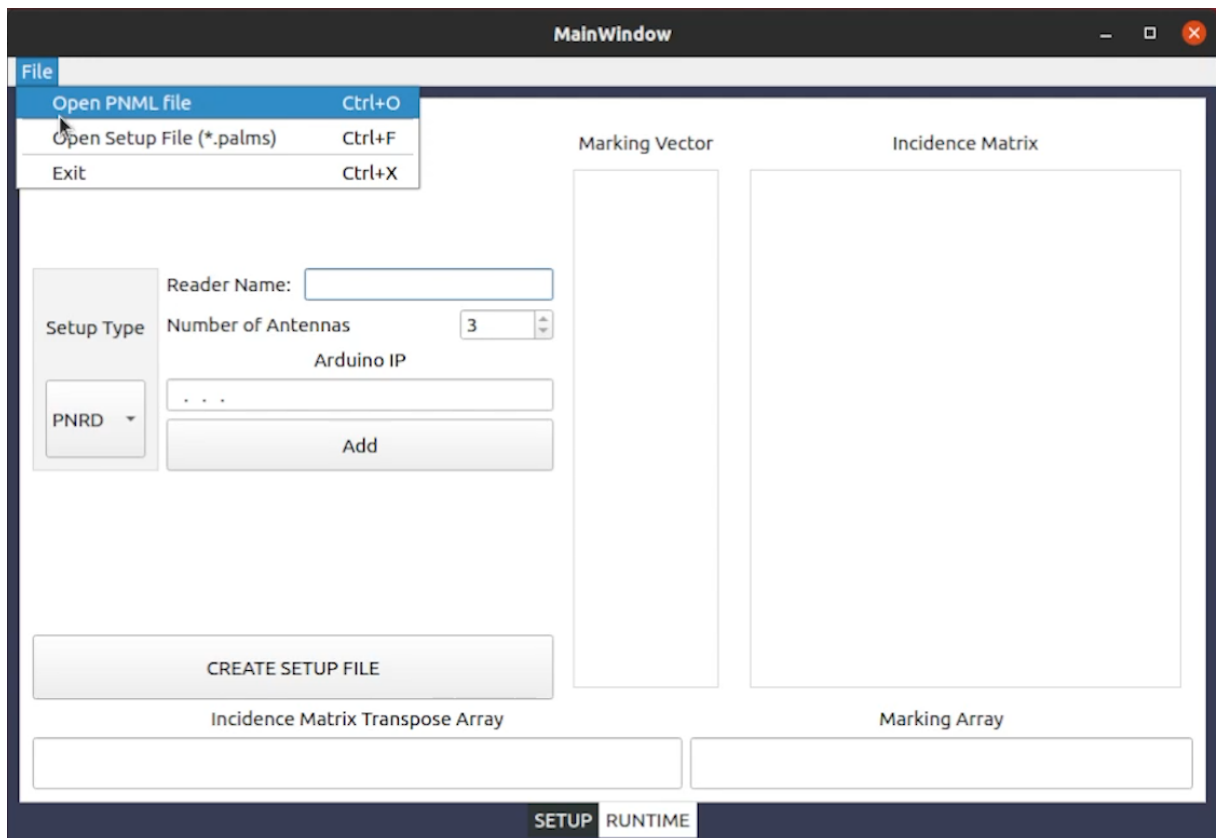 MainWindow
File
Open PNML file Ctrl+O
Open Setup File (*.palms) Ctrl+F
Exit Ctrl+X
Marking Vector
Incidence Matrix
Reader Name:
Setup Type
Number of Antennas 3
Arduino IP
. . .
PNRD
Add
CREATE SETUP FILE
Incidence Matrix Transpose Array
Marking Array
SETUP RUNTIME